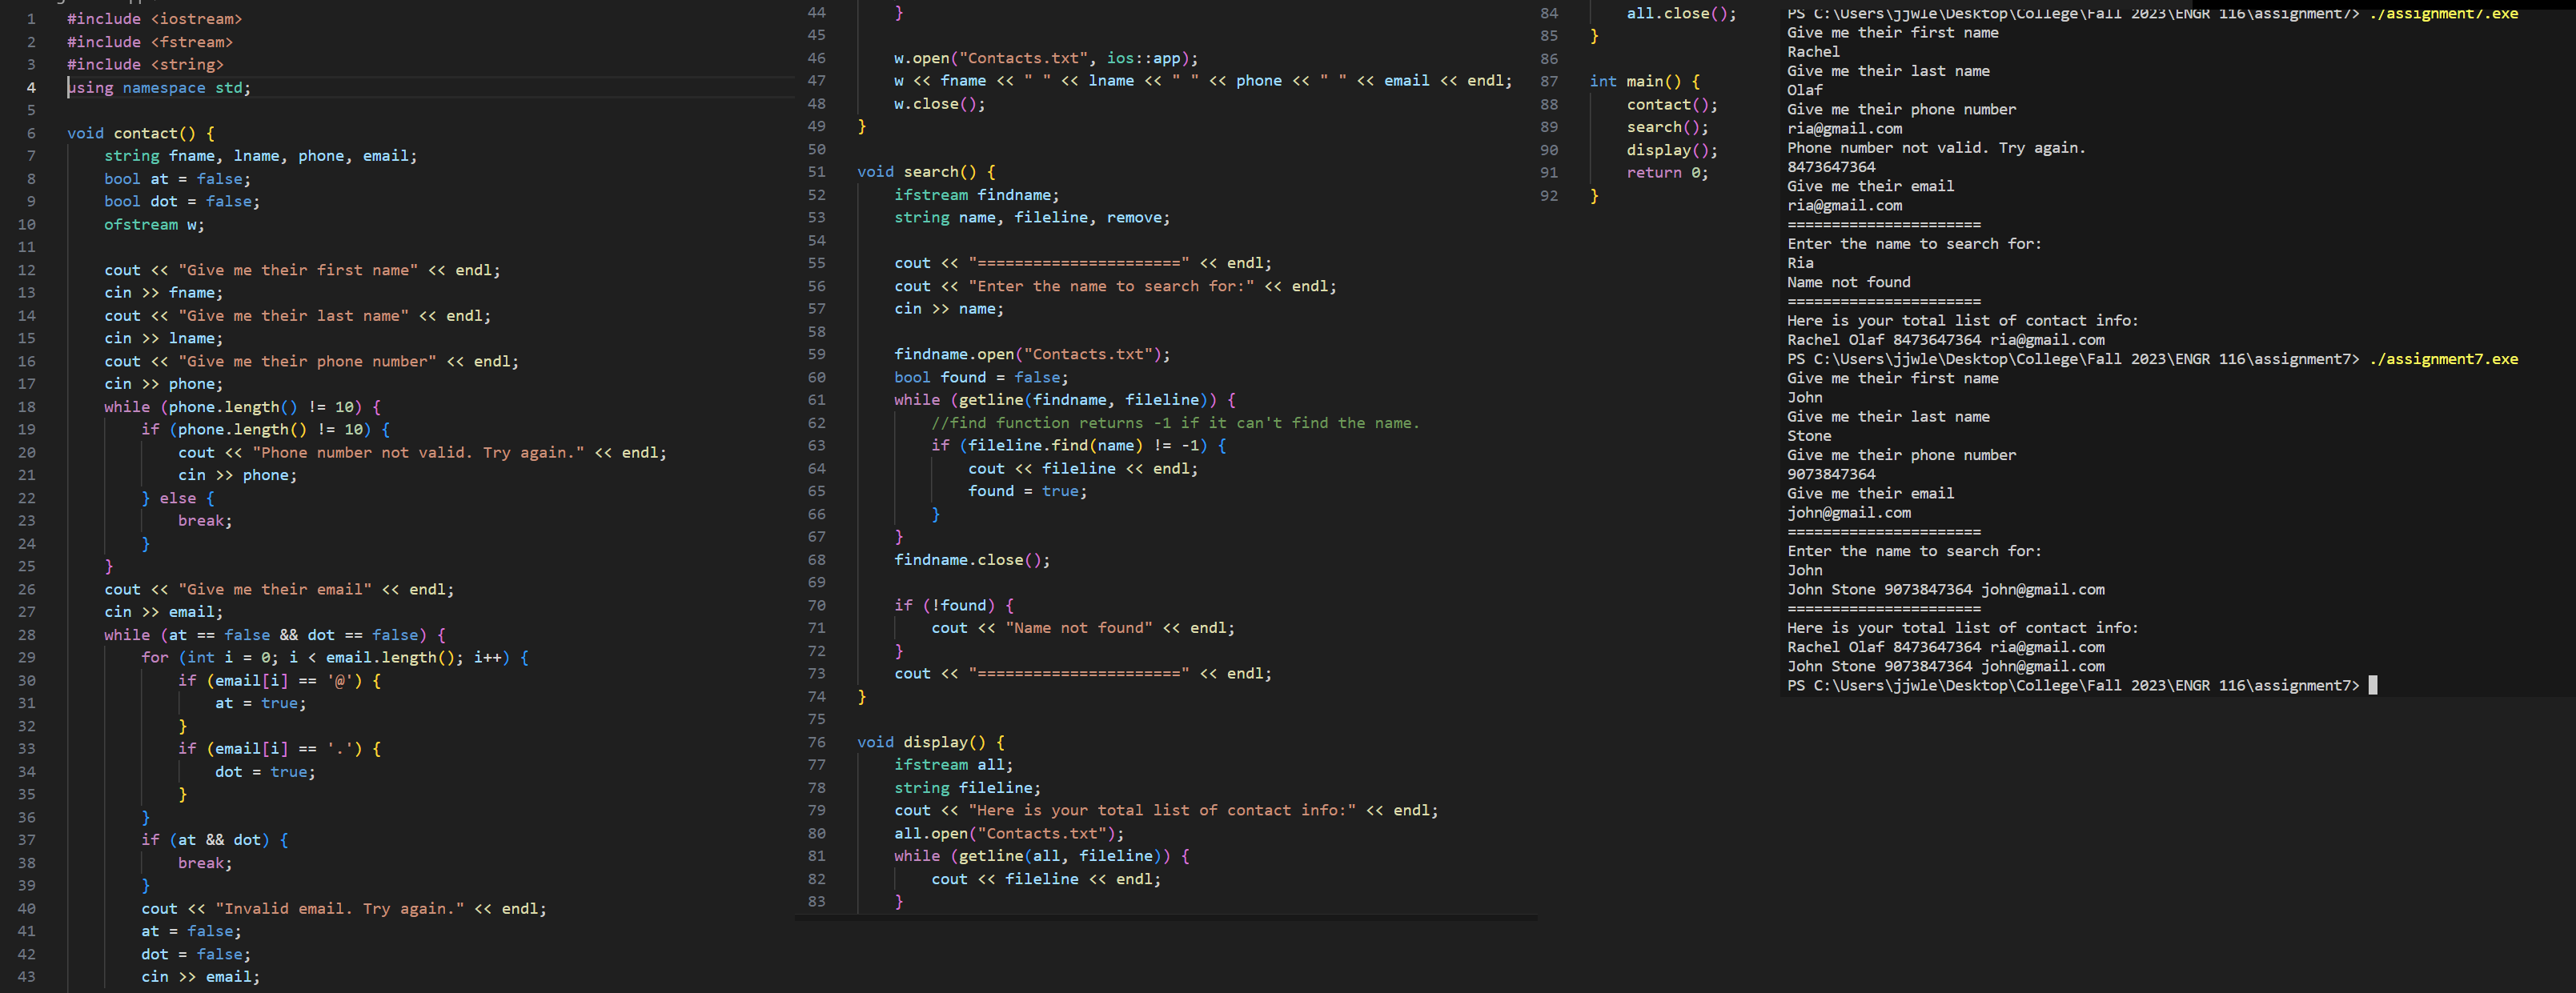 1 #include <iostream>
2 #include <fstream>
3 #include <string>
4 using namespace std;
5
6 void contact() {
7 string fname, lname, phone, email;
8 bool at = false;
9 bool dot = false;
10 ofstream w;
11
12 cout << "Give me their first name" << endl;
13 cin >> fname;
14 cout << "Give me their last name" << endl;
15 cin >> lname;
16 cout << "Give me their phone number" << endl;
17 cin >> phone;
18 while (phone.length() != 10) {
19 if (phone.length() != 10) {
20 cout << "Phone number not valid. Try again." << endl;
21 cin >> phone;
22 } else {
23 break;
24 }
25 }
26 cout << "Give me their email" << endl;
27 cin >> email;
28 while (at == false && dot == false) {
29 for (int i = 0; i < email.length(); i++) {
30 if (email[i] == '@') {
31 at = true;
32 }
33 if (email[i] == '.') {
34 dot = true;
35 }
36 }
37 if (at && dot) {
38 break;
39 }
40 cout << "Invalid email. Try again." << endl;
41 at = false;
42 dot = false;
43 cin >> email;
44 }
45
46 w.open("Contacts.txt", ios::app);
47 w << fname << " " << lname << " " << phone << " " << email << endl;
48 w.close();
49 }
50
51 void search() {
52 ifstream findname;
53 string name, fileline, remove;
54
55 cout << "======================" << endl;
56 cout << "Enter the name to search for:" << endl;
57 cin >> name;
58
59 findname.open("Contacts.txt");
60 bool found = false;
61 while (getline(findname, fileline)) {
62 //find function returns -1 if it can't find the name.
63 if (fileline.find(name) != -1) {
64 cout << fileline << endl;
65 found = true;
66 }
67 }
68 findname.close();
69
70 if (!found) {
71 cout << "Name not found" << endl;
72 }
73 cout << "======================" << endl;
74 }
75
76 void display() {
77 ifstream all;
78 string fileline;
79 cout << "Here is your total list of contact info:" << endl;
80 all.open("Contacts.txt");
81 while (getline(all, fileline)) {
82 cout << fileline << endl;
83 }
84 all.close();
85 }
86
87 int main() {
88 contact();
89 search();
90 display();
91 return 0;
92 }
PS C:\Users\jjwle\Desktop\College\Fall 2023\ENGR 116\assignment7> ./assignment7.exe
Give me their first name
Rachel
Give me their last name
Olaf
Give me their phone number
ria@gmail.com
Phone number not valid. Try again.
8473647364
Give me their email
ria@gmail.com
======================
Enter the name to search for:
Ria
Name not found
======================
Here is your total list of contact info:
Rachel Olaf 8473647364 ria@gmail.com
PS C:\Users\jjwle\Desktop\College\Fall 2023\ENGR 116\assignment7> ./assignment7.exe
Give me their first name
John
Give me their last name
Stone
Give me their phone number
9073847364
Give me their email
john@gmail.com
======================
Enter the name to search for:
John
John Stone 9073847364 john@gmail.com
======================
Here is your total list of contact info:
Rachel Olaf 8473647364 ria@gmail.com
John Stone 9073847364 john@gmail.com
PS C:\Users\jjwle\Desktop\College\Fall 2023\ENGR 116\assignment7>